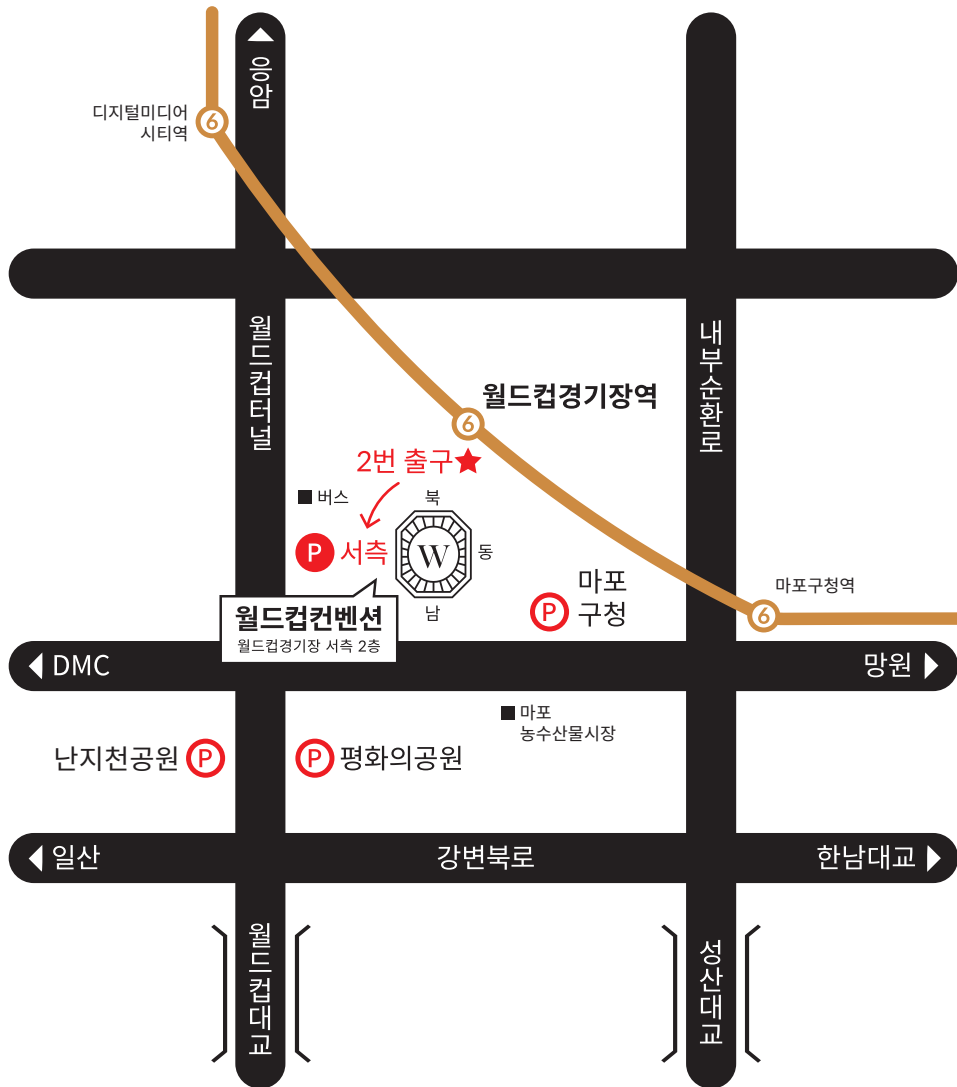 응암
디지털미디어
시티역
6
월드컵터널
내부순환로
월드컵경기장역
6
2번 출구
버스
북
P 서측
W
동
남
마포
구청
P
마포구청역
6
월드컵컨벤션
월드컵경기장 서측 2층
DMC
망원
마포
농수산물시장
난지천공원 P
P 평화의공원
일산
강변북로
한남대교
월드컵대교
성산대교